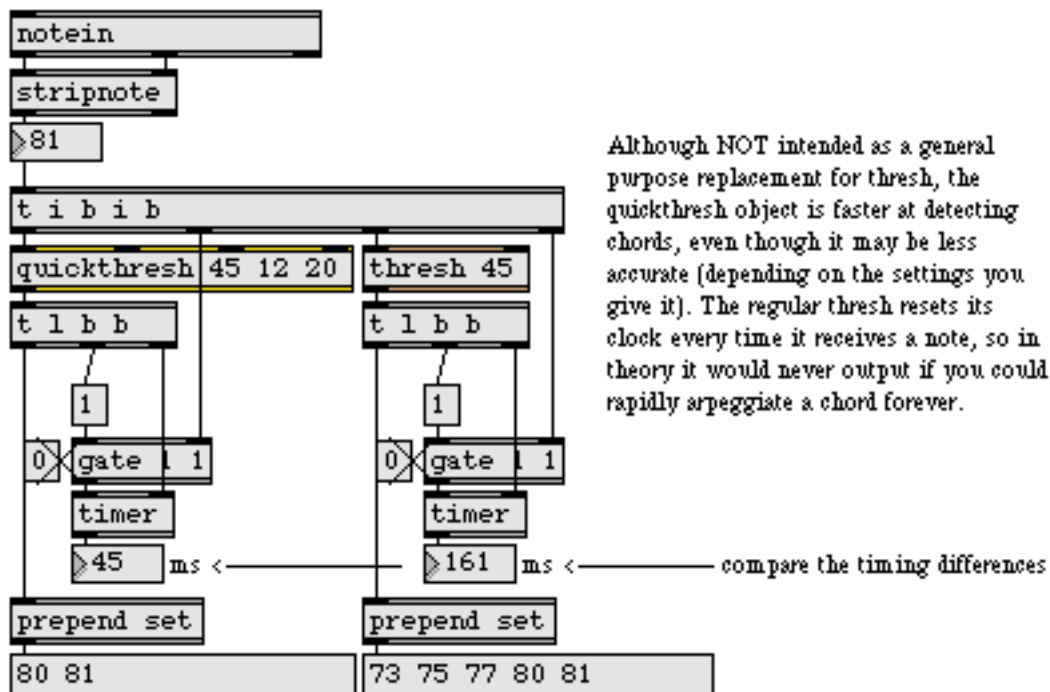 notein
stripnote
81
Although NOT intended as a general
purpose replacement for thresh, the
quickthresh object is faster at detecting
chords, even though it may be less
accurate (depending on the settings you
give it). The regular thresh resets its
clock every time it receives a note, so in
theory it would never output if you could
rapidly arpeggiate a chord forever.
t i b i b
quickthresh 45 12 20
thresh 45
t l b b
t l b b
1
1
0
gate 1 1
0
gate 1 1
timer
timer
45
ms <
161
ms <
compare the timing differences
prepend set
prepend set
80 81
73 75 77 80 81